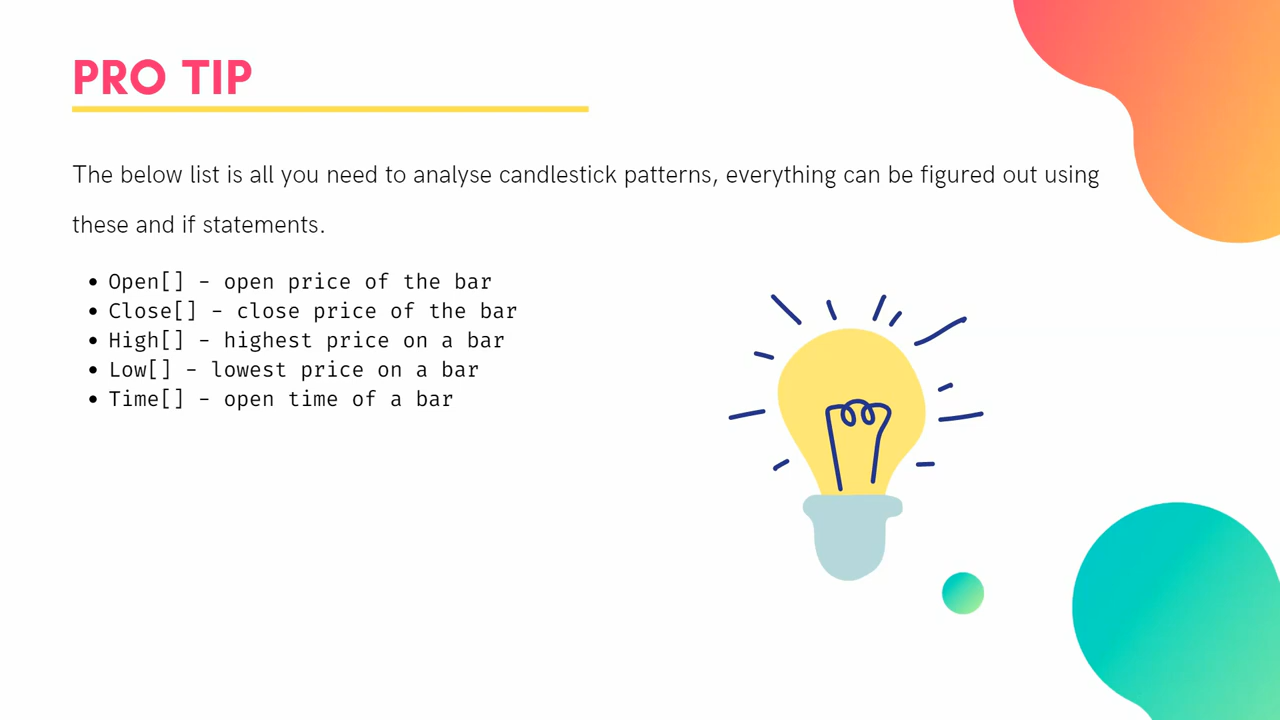 PRO TIP
The below list is all you need to analyse candlestick patterns, everything can be figured out using
these and if statements.
• Open[] - open price of the bar
• Close[] - close price of the bar
• High[] - highest price on a bar
• Low[] - lowest price on a bar
• Time[] - open time of a bar